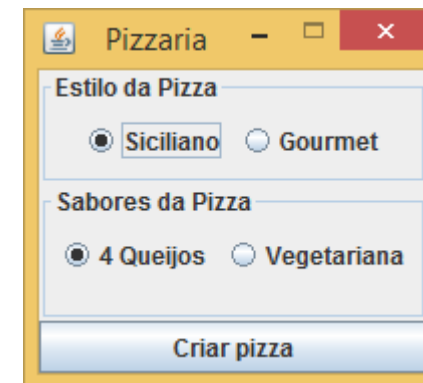 Pizzaria
Estilo da Pizza
Siciliano Gourmet
Sabores da Pizza
4 Queijos Vegetariana
Criar pizza